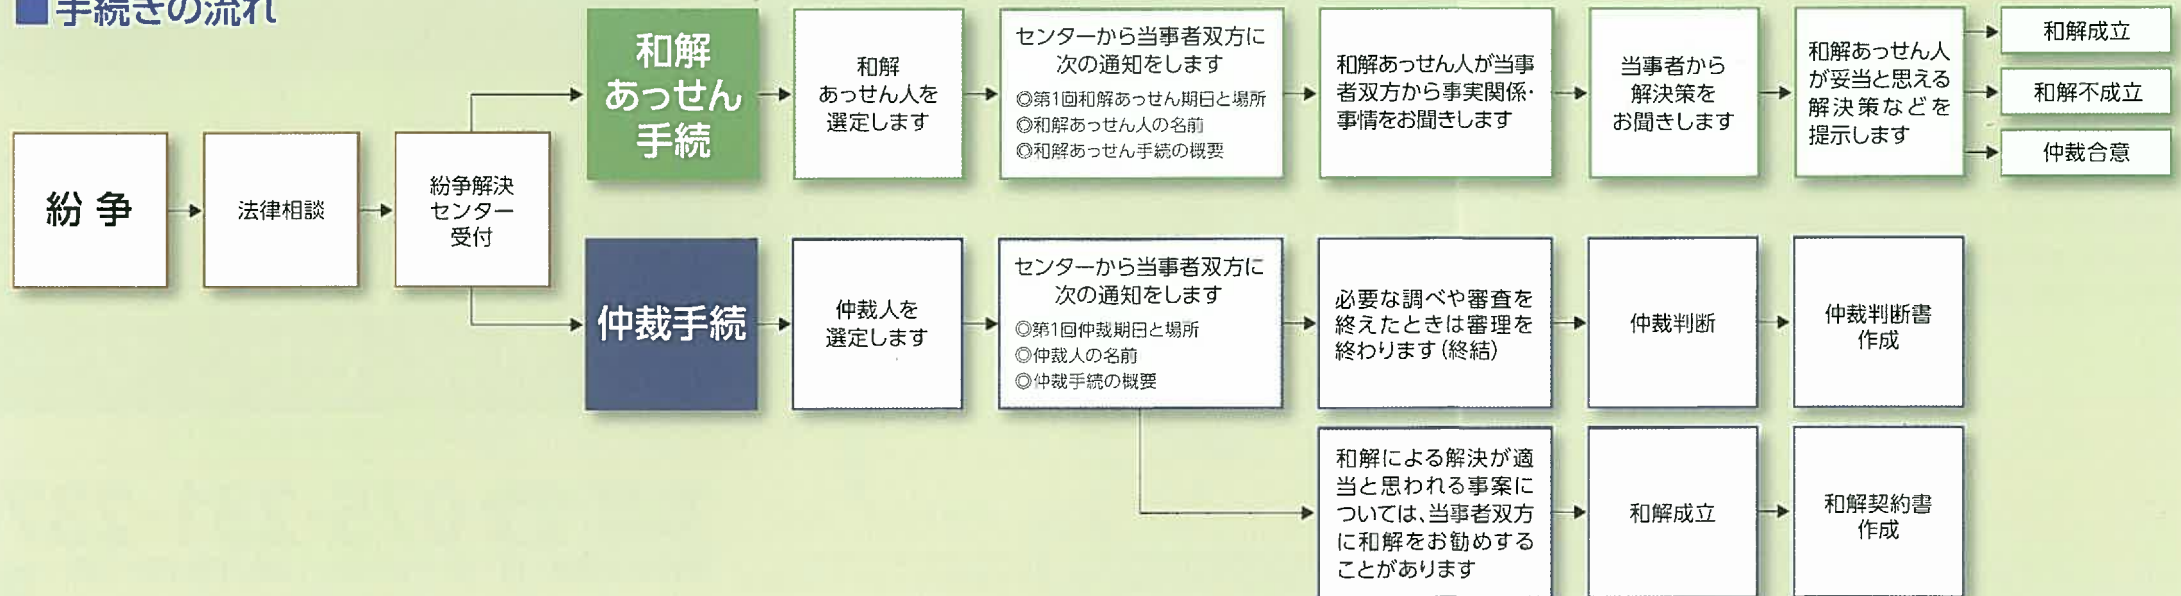 ■手続きの流れ
紛争
法律相談
紛争解決
センター
受付
和解
あっせん
手続
和解
あっせん人を
選定します
センターから当事者双方に
次の通知をします
◎第1回和解あっせん期日と場所
◎和解あっせん人の名前
◎和解あっせん手続の概要
和解あっせん人が当事
者双方から事実関係・
事情をお聞きします
当事者から
解決策を
お聞きします
和解あっせん人
が妥当と思える
解決策などを
提示します
和解成立
和解不成立
仲裁合意
仲裁手続
仲裁人を
選定します
センターから当事者双方に
次の通知をします
◎第1回仲裁期日と場所
◎仲裁人の名前
◎仲裁手続の概要
必要な調べや審査を
終えたときは審理を
終わります（終結）
仲裁判断
仲裁判断書
作成
和解による解決が適
当と思われる事案に
ついては、当事者双方
に和解をお勧めする
ことがあります
和解成立
和解契約書
作成